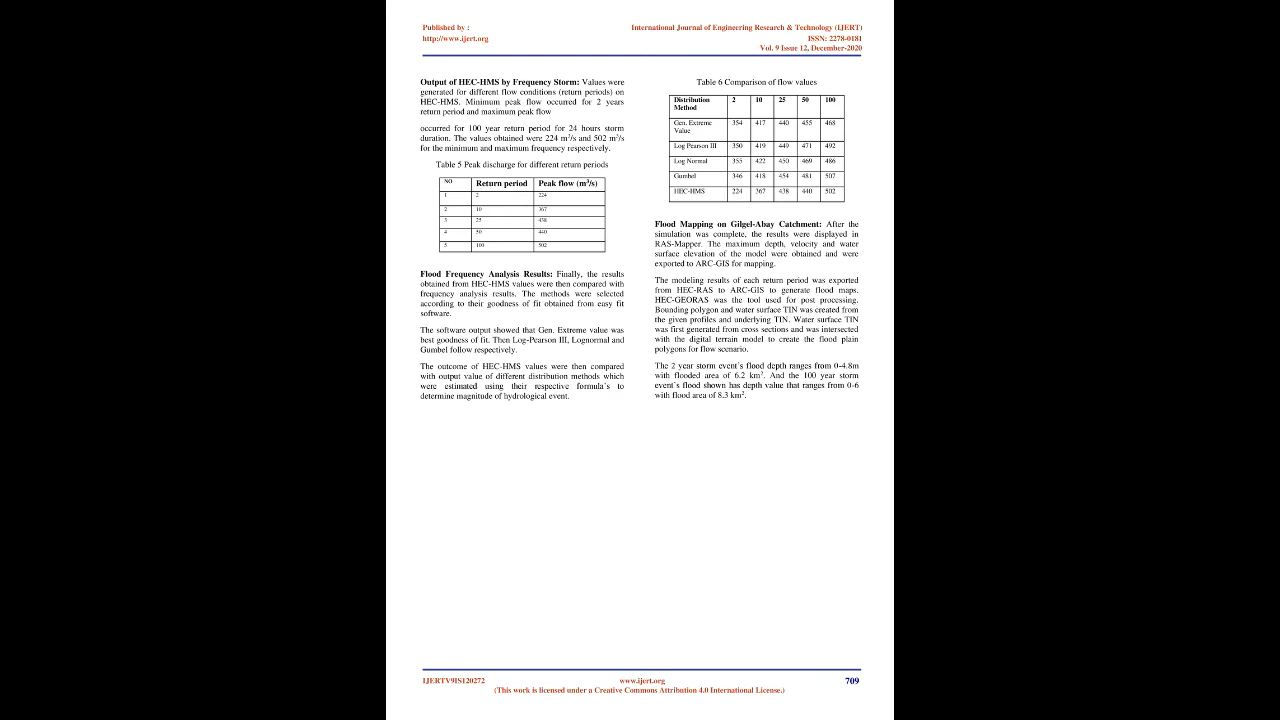 Published by :
http://www.ijert.org
International Journal of Engineering Research & Technology (IJERT)
ISSN: 2278-0181
Vol. 9 Issue 12, December-2020
Output of HEC-HMS by Frequency Storm: Values were
generated for different flow conditions (return periods) on
HEC-HMS. Minimum peak flow occurred for 2 years
return period and maximum peak flow
occurred for 100 year return period for 24 hours storm
duration. The values obtained were 224 m³/s and 502 m³/s
for the minimum and maximum frequency respectively.
Table 5 Peak discharge for different return periods
NO Return period Peak flow (m³/s)
1 2 224
2 10 367
3 25 438
4 50 440
5 100 502
Flood Frequency Analysis Results: Finally, the results
obtained from HEC-HMS values were then compared with
frequency analysis results. The methods were selected
according to their goodness of fit obtained from easy fit
software.
The software output showed that Gen. Extreme value was
best goodness of fit. Then Log-Pearson III, Lognormal and
Gumbel follow respectively.
The outcome of HEC-HMS values were then compared
with output value of different distribution methods which
were estimated using their respective formula’s to
determine magnitude of hydrological event.
Table 6 Comparison of flow values
Distribution 2 10 25 50 100
Method
Gen. Extreme 354 417 440 455 468
Value
Log Pearson III 350 419 449 471 492
Log Normal 355 422 450 469 486
Gumbel 346 418 454 481 507
HEC-HMS 224 367 438 440 502
Flood Mapping on Gilgel-Abay Catchment: After the
simulation was complete, the results were displayed in
RAS-Mapper. The maximum depth, velocity and water
surface elevation of the model were obtained and were
exported to ARC-GIS for mapping.
The modeling results of each return period was exported
from HEC-RAS to ARC-GIS to generate flood maps.
HEC-GEORAS was the tool used for post processing.
Bounding polygon and water surface TIN was created from
the given profiles and underlying TIN. Water surface TIN
was first generated from cross sections and was intersected
with the digital terrain model to create the flood plain
polygons for flow scenario.
The 2 year storm event’s flood depth ranges from 0-4.8m
with flooded area of 6.2 km². And the 100 year storm
event’s flood shown has depth value that ranges from 0-6
with flood area of 8.3 km².
IJERTV9IS120272
www.ijert.org
709
(This work is licensed under a Creative Commons Attribution 4.0 International License.)